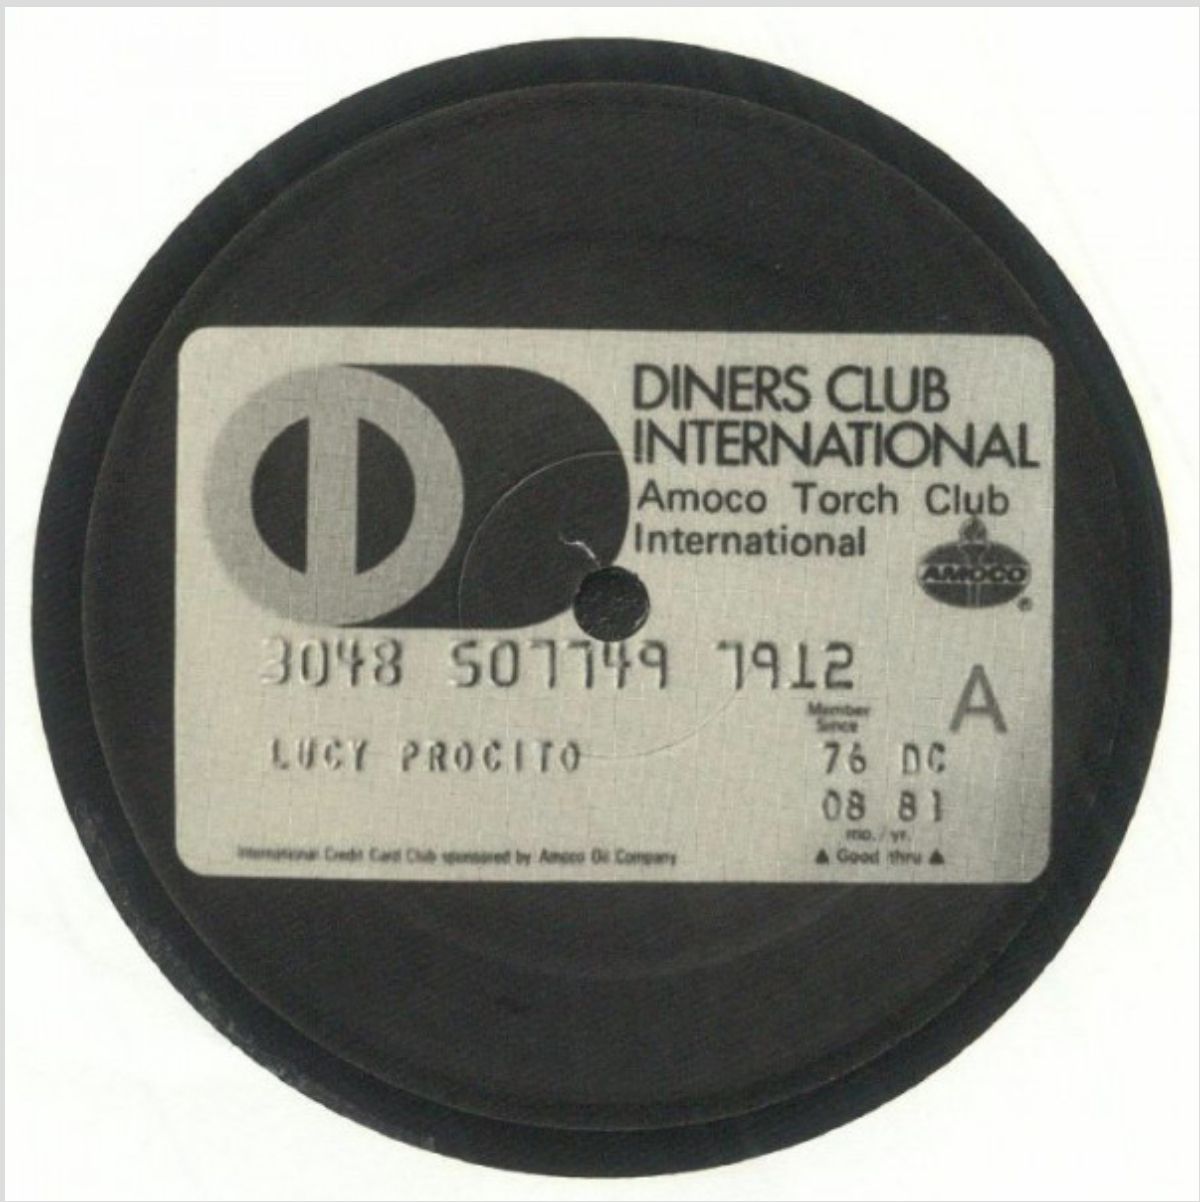 DINERS CLUB
INTERNATIONAL
Amoco Torch Club
International
AMOCO
®
3048 507749 7912
A
Member
Since
LUCY PROCITO
76 DC
08 81
mo. / yr.
International Credit Card Club sponsored by Amoco Oil Company
▲ Good thru ▲